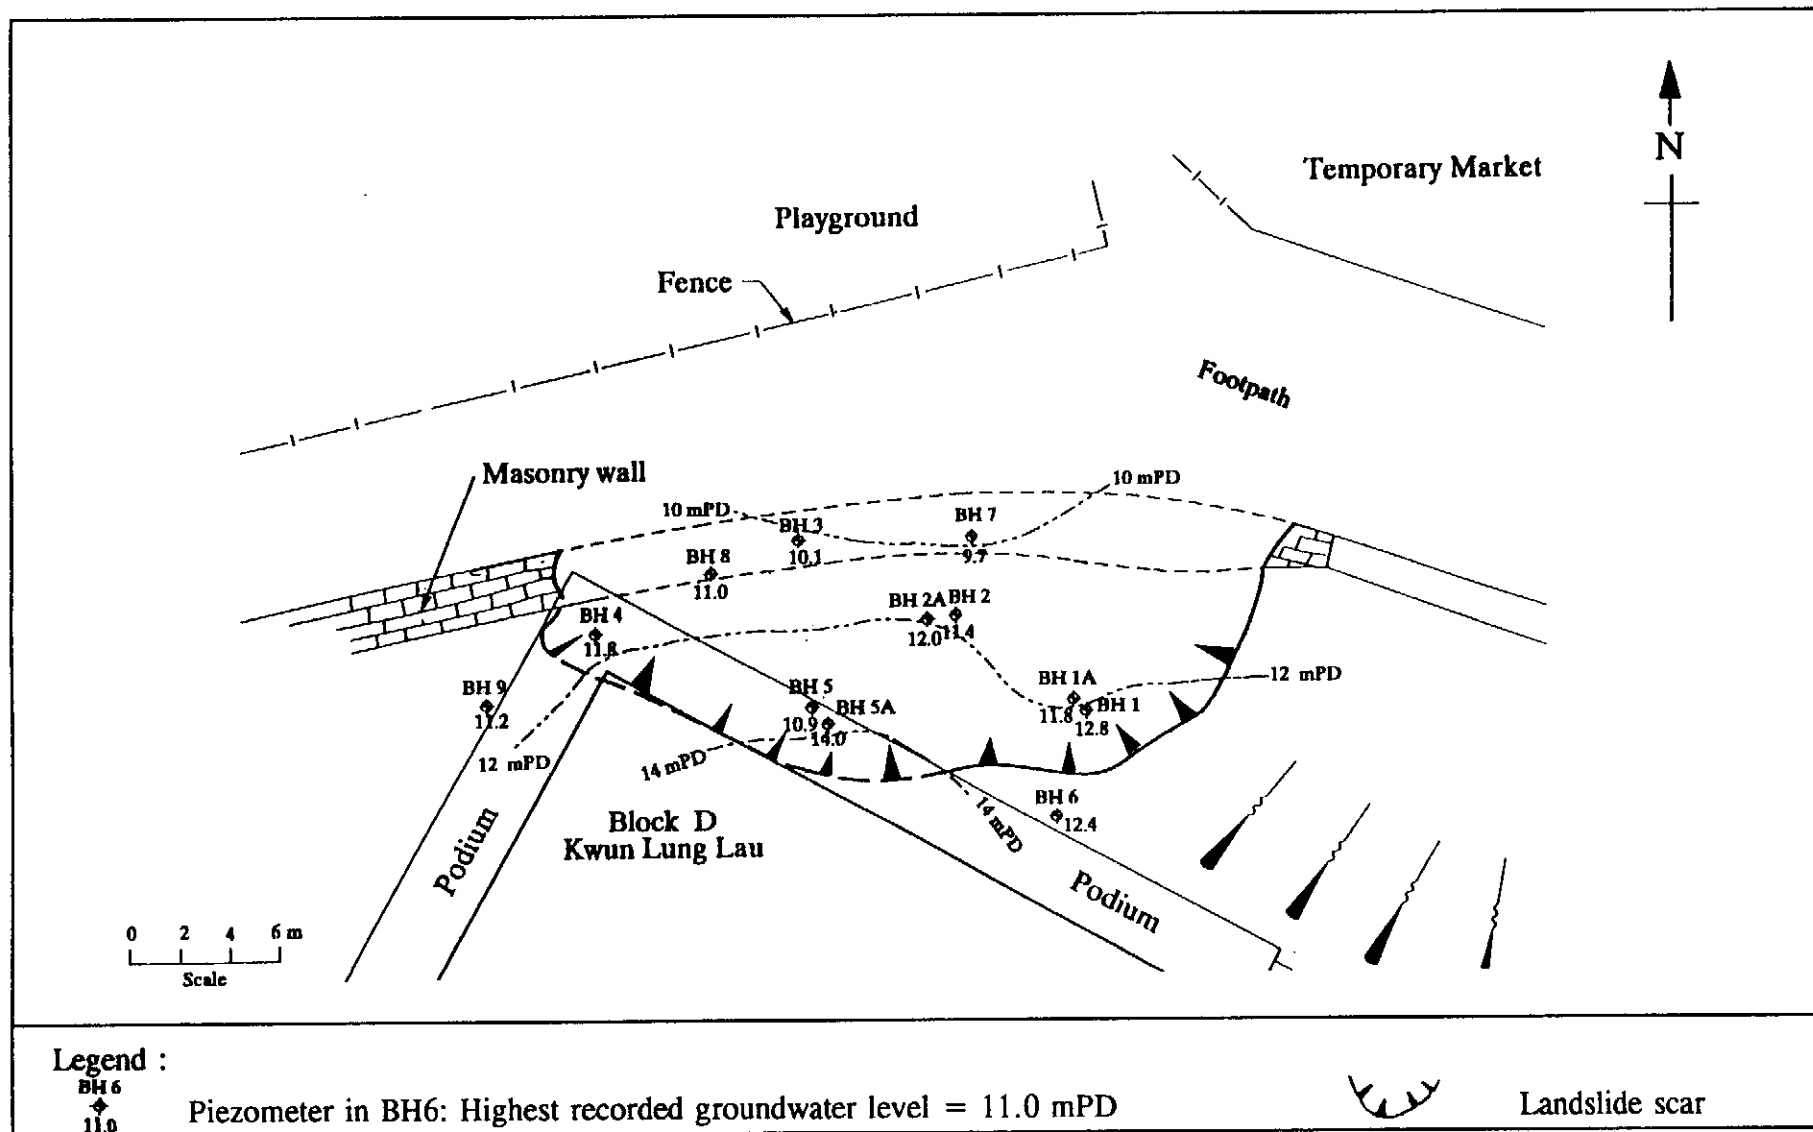 N
Temporary Market
Playground
Fence
Footpath
Masonry wall
10 mPD
10 mPD
BH 3
10.1
BH 7
9.7
BH 8
11.0
BH 4
11.8
BH 2A
12.0
BH 2
11.4
BH 9
11.2
BH 5
10.9
BH 5A
14.0
BH 1A
11.8
BH 1
12.8
12 mPD
12 mPD
14 mPD
14 mPD
BH 6
12.4
Block D
Kwun Lung Lau
Podium
Podium
0 2 4 6 m
Scale
Legend :
BH 6
11.0
Piezometer in BH6: Highest recorded groundwater level = 11.0 mPD
Landslide scar